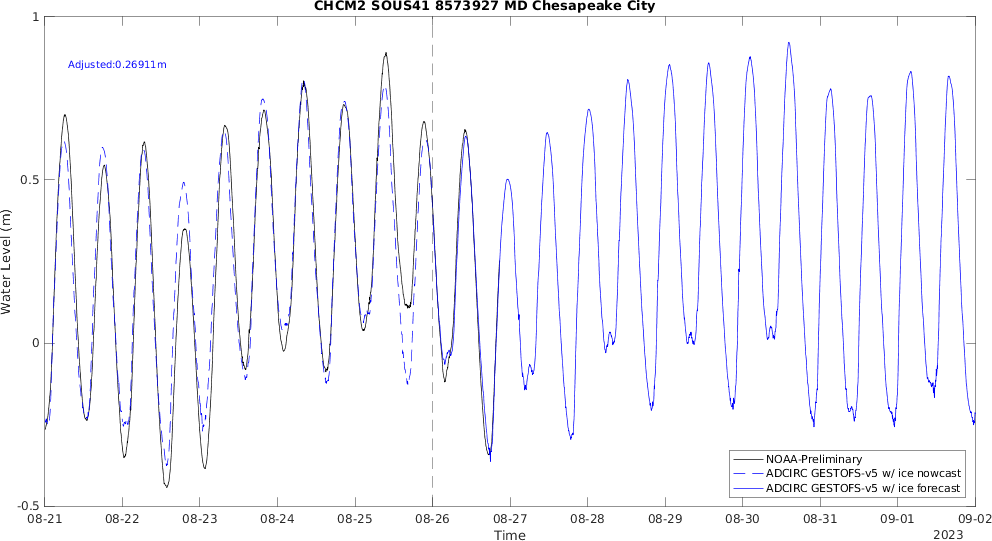 CHCM2 SOUS41 8573927 MD Chesapeake City
Adjusted:0.26911m
Water Level (m)
1
0.5
0
-0.5
08-21 08-22 08-23 08-24 08-25 08-26 08-27 08-28 08-29 08-30 08-31 09-01 09-02
Time
2023
NOAA-Preliminary
ADCIRC GESTOFS-v5 w/ ice nowcast
ADCIRC GESTOFS-v5 w/ ice forecast